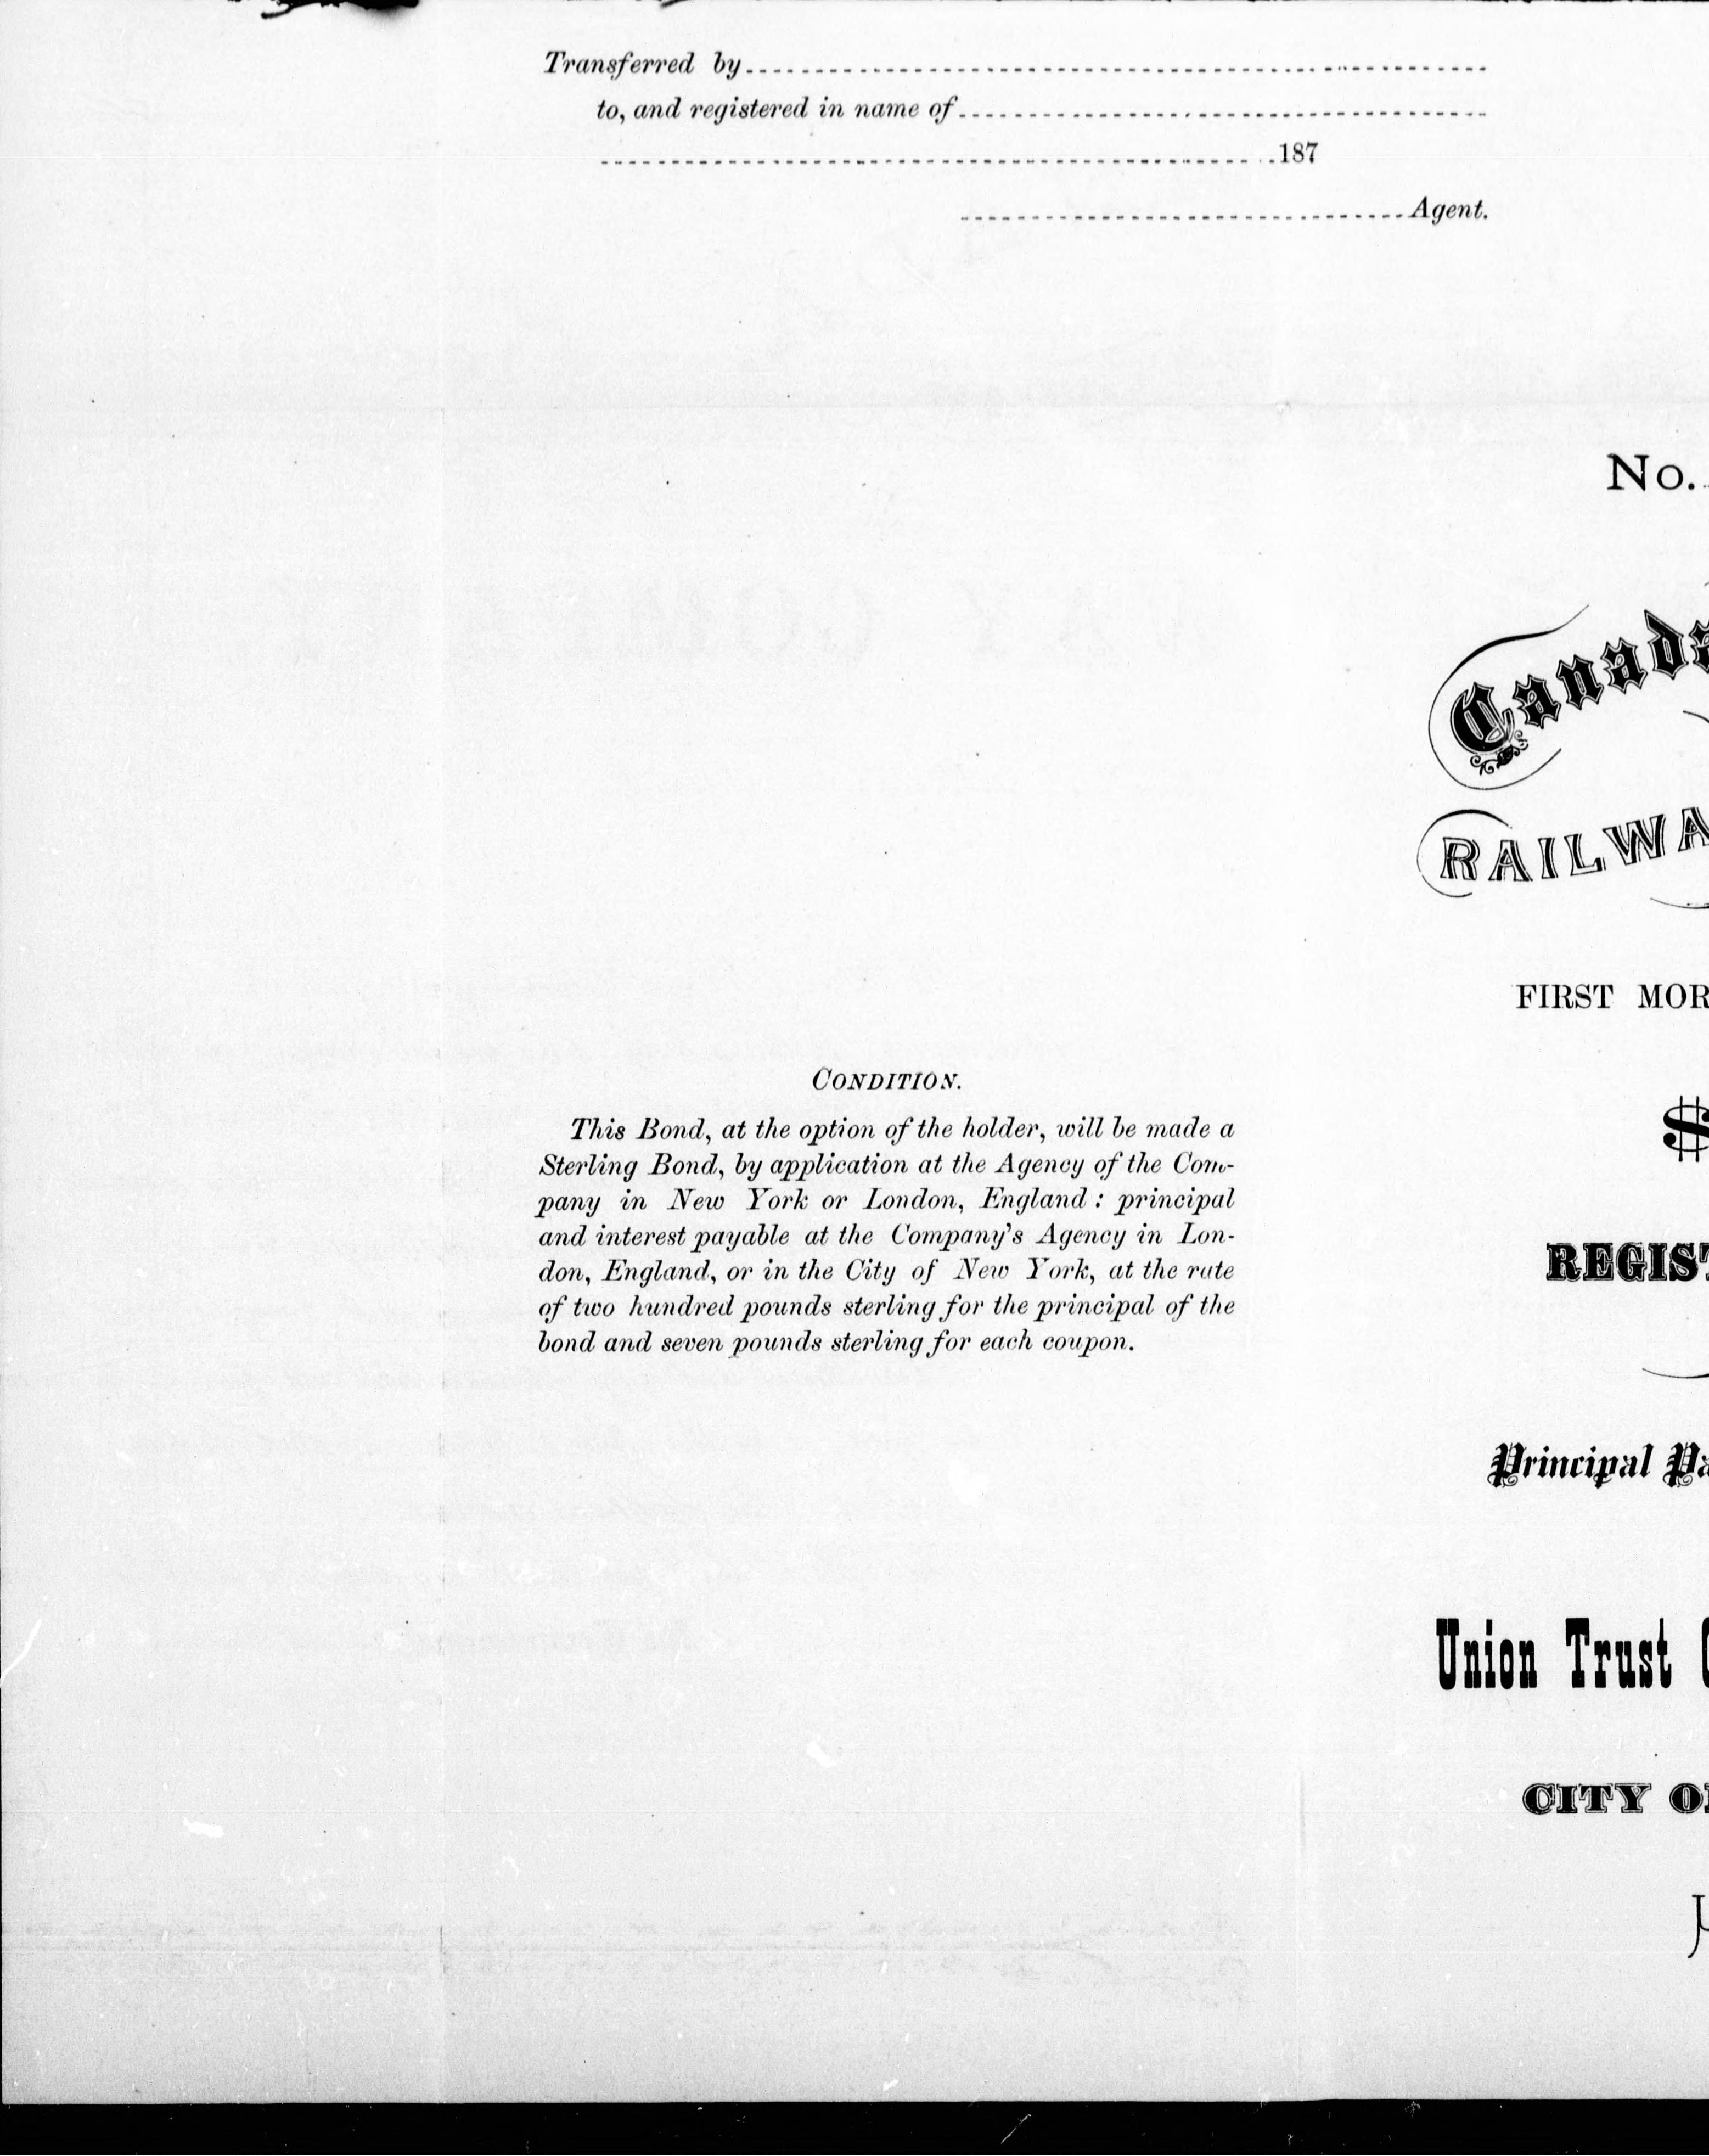 Transferred by
to, and registered in name of
187
Agent.
No.
Canada
RAILWA
FIRST MOR
CONDITION.
This Bond, at the option of the holder, will be made a
Sterling Bond, by application at the Agency of the Com-
pany in New York or London, England : principal
and interest payable at the Company's Agency in Lon-
don, England, or in the City of New York, at the rate
of two hundred pounds sterling for the principal of the
bond and seven pounds sterling for each coupon.
$
REGIST
Principal Pa
Union Trust C
CITY OF